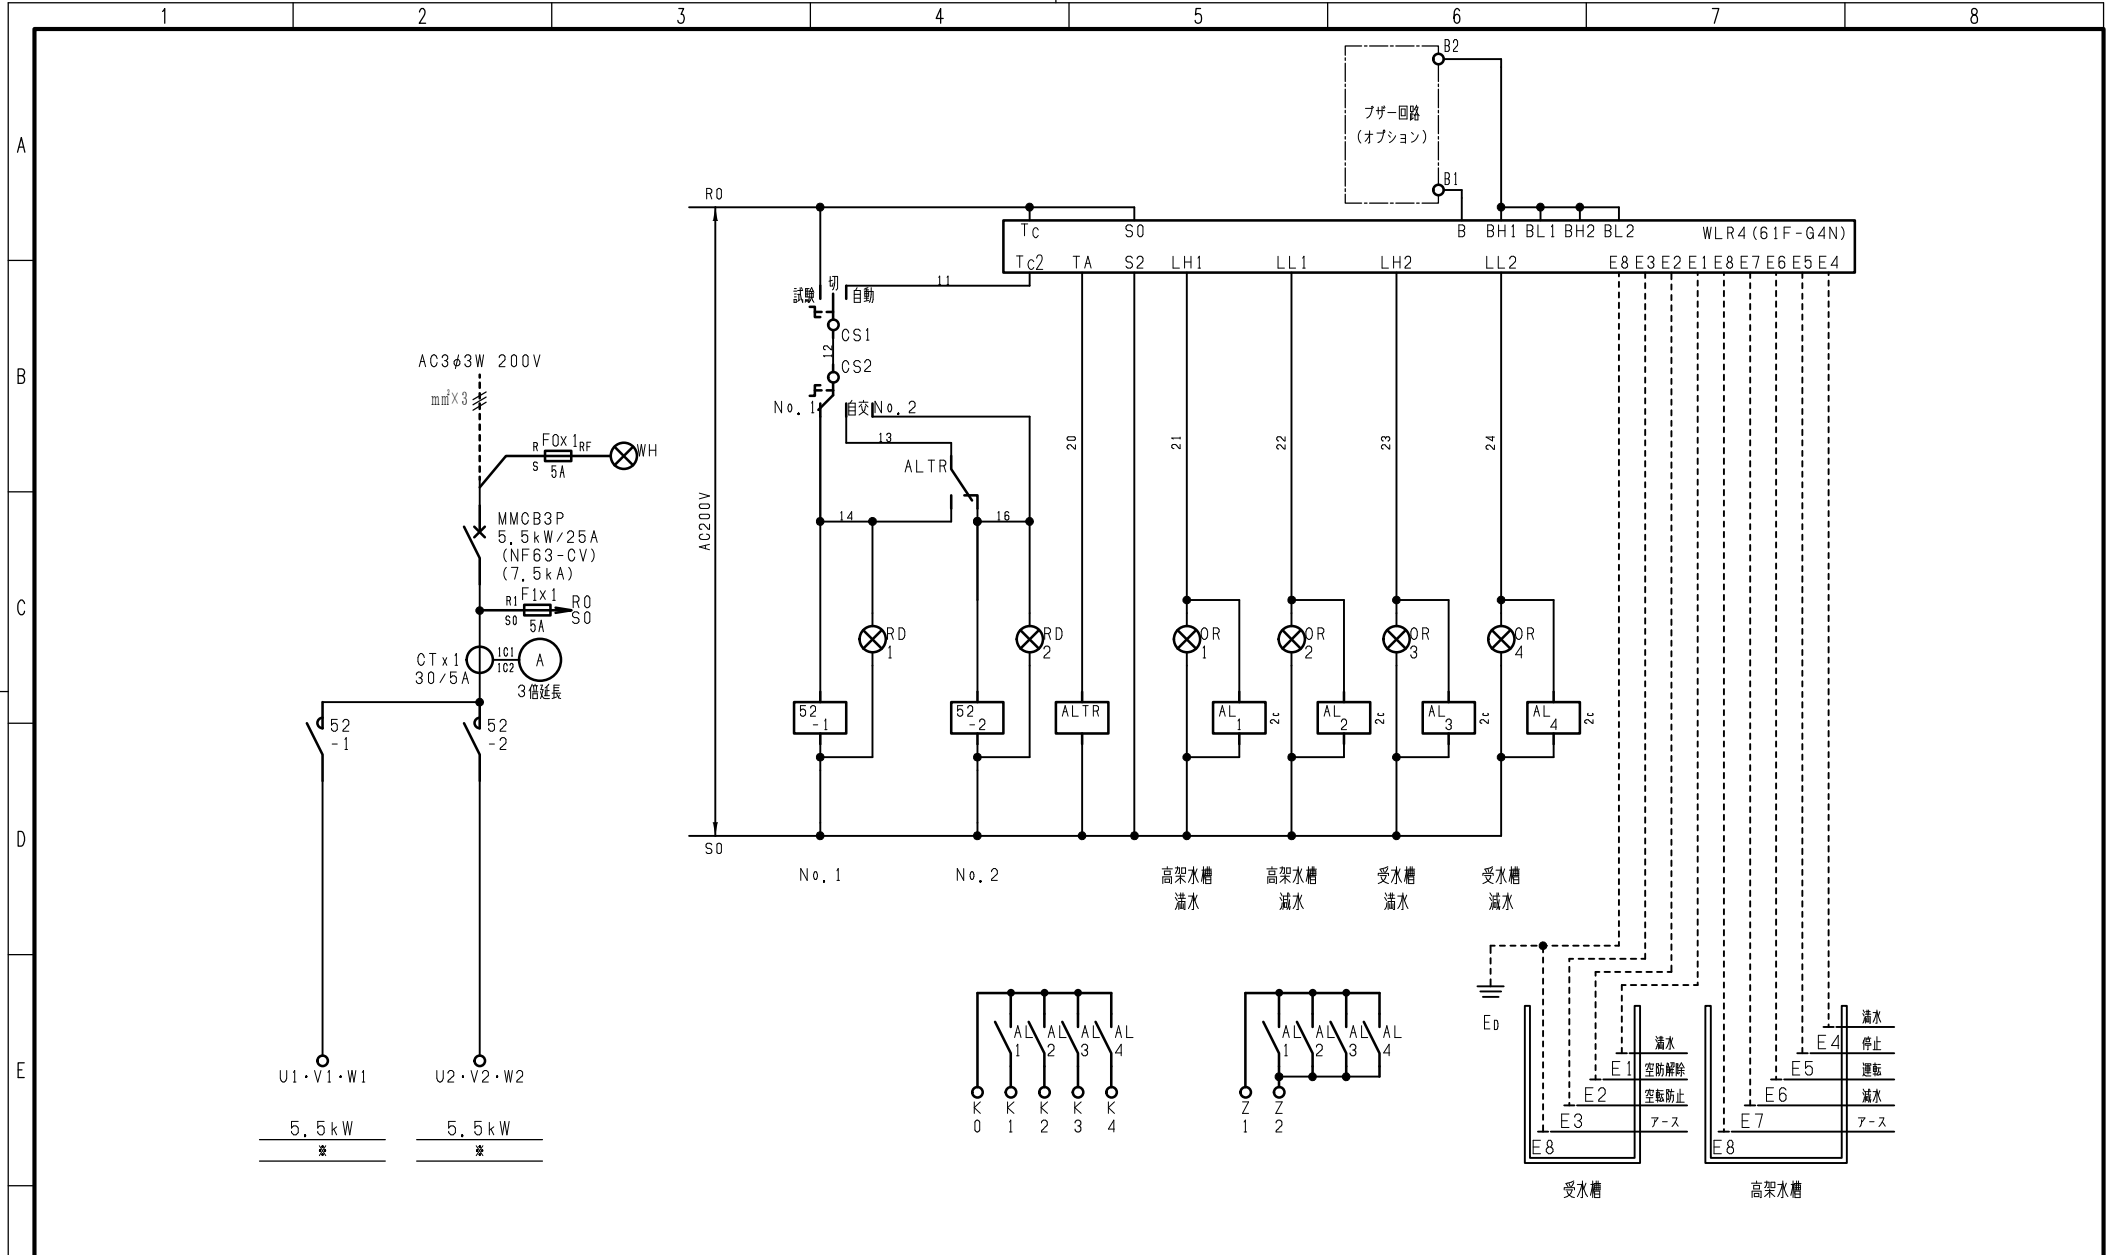 1 2 3 4 5 6 7 8
A
B
C
D
E
B2
ブザー回路
(オプション)
B1
R0
Tc S0 B BH1 BL1 BH2 BL2 WLR4(61F-G4N)
Tc2 TA S2 LH1 LL1 LH2 LL2 E8 E3 E2 E1 E8 E7 E6 E5 E4
試験 切 自動 11
CS1
12
CS2
No.1 自交 No.2
13
ALTR
14 16
20 21 22 23 24
AC200V
AC3φ3W 200V
mm²×3
R F0x1 RF WH
S 5A
MMCB3P
5.5kW/25A
(NF63-CV)
(7.5kA)
R1 F1x1 R0
S0 5A S0
CTx1 1C1 A
30/5A 1C2
3倍延長
52
-1
52
-2
RD
1
RD
2
OR
1
OR
2
OR
3
OR
4
52
-1
52
-2
ALTR
AL
1
2c
AL
2
2c
AL
3
2c
AL
4
2c
S0
No.1 No.2
高架水槽
満水
高架水槽
減水
受水槽
満水
受水槽
減水
U1・V1・W1 U2・V2・W2
5.5kW 5.5kW
※ ※
AL
1
AL
2
AL
3
AL
4
K
0
K
1
K
2
K
3
K
4
AL
1
AL
2
AL
3
AL
4
Z
1
Z
2
ED
満水
E1 空防解除
E2 空転防止
E3 アース
E8
受水槽
満水
E4 停止
E5 運転
E6 減水
E7 アース
E8
高架水槽